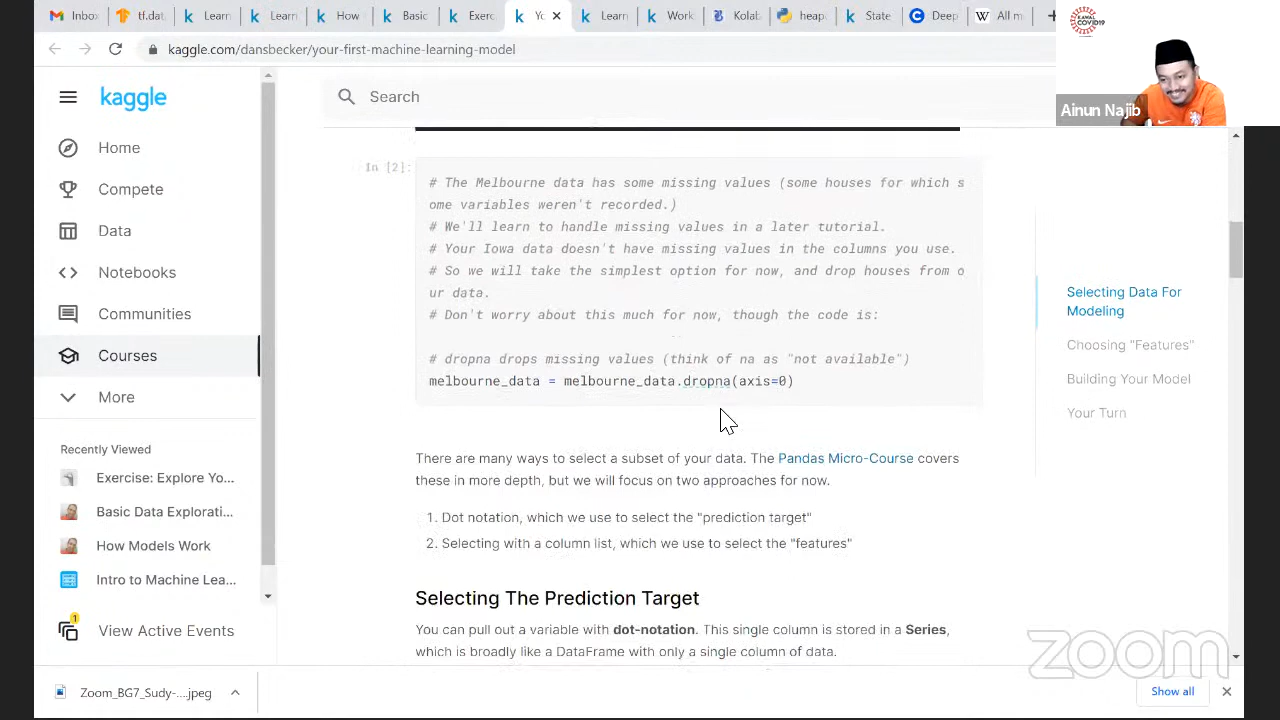 tf.dat
Learn
Learn
How
Basic
Exerc
Yo
Learn
Work
Kolab
heapq
State
Deep
All m
kaggle.com/dansbecker/your-first-machine-learning-model
KAWAL
COVID19
Ainun Najib
kaggle
Search
Home
Compete
Data
Notebooks
Communities
Courses
More
Recently Viewed
Exercise: Explore Yo...
Basic Data Explorati...
How Models Work
Intro to Machine Lea...
1
View Active Events
In [2]:
# The Melbourne data has some missing values (some houses for which s
ome variables weren't recorded.)
# We'll learn to handle missing values in a later tutorial.
# Your Iowa data doesn't have missing values in the columns you use.
# So we will take the simplest option for now, and drop houses from o
ur data.
# Don't worry about this much for now, though the code is:
# dropna drops missing values (think of na as "not available")
melbourne_data = melbourne_data.dropna(axis=0)
There are many ways to select a subset of your data. The Pandas Micro-Course covers
these in more depth, but we will focus on two approaches for now.
1. Dot notation, which we use to select the "prediction target"
2. Selecting with a column list, which we use to select the "features"
Selecting The Prediction Target
You can pull out a variable with dot-notation. This single column is stored in a Series,
which is broadly like a DataFrame with only a single column of data.
Selecting Data For
Modeling
Choosing "Features"
Building Your Model
Your Turn
zoom
Zoom_BG7_Sudy-....jpeg
Show all